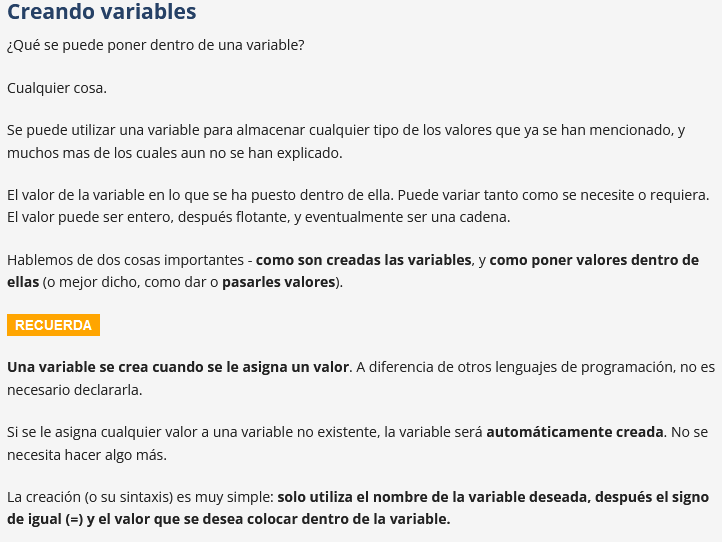 Creando variables
¿Qué se puede poner dentro de una variable?
Cualquier cosa.
Se puede utilizar una variable para almacenar cualquier tipo de los valores que ya se han mencionado, y
muchos mas de los cuales aun no se han explicado.
El valor de la variable en lo que se ha puesto dentro de ella. Puede variar tanto como se necesite o requiera.
El valor puede ser entero, después flotante, y eventualmente ser una cadena.
Hablemos de dos cosas importantes - como son creadas las variables, y como poner valores dentro de
ellas (o mejor dicho, como dar o pasarles valores).
RECUERDA
Una variable se crea cuando se le asigna un valor. A diferencia de otros lenguajes de programación, no es
necesario declararla.
Si se le asigna cualquier valor a una variable no existente, la variable será automáticamente creada. No se
necesita hacer algo más.
La creación (o su sintaxis) es muy simple: solo utiliza el nombre de la variable deseada, después el signo
de igual (=) y el valor que se desea colocar dentro de la variable.